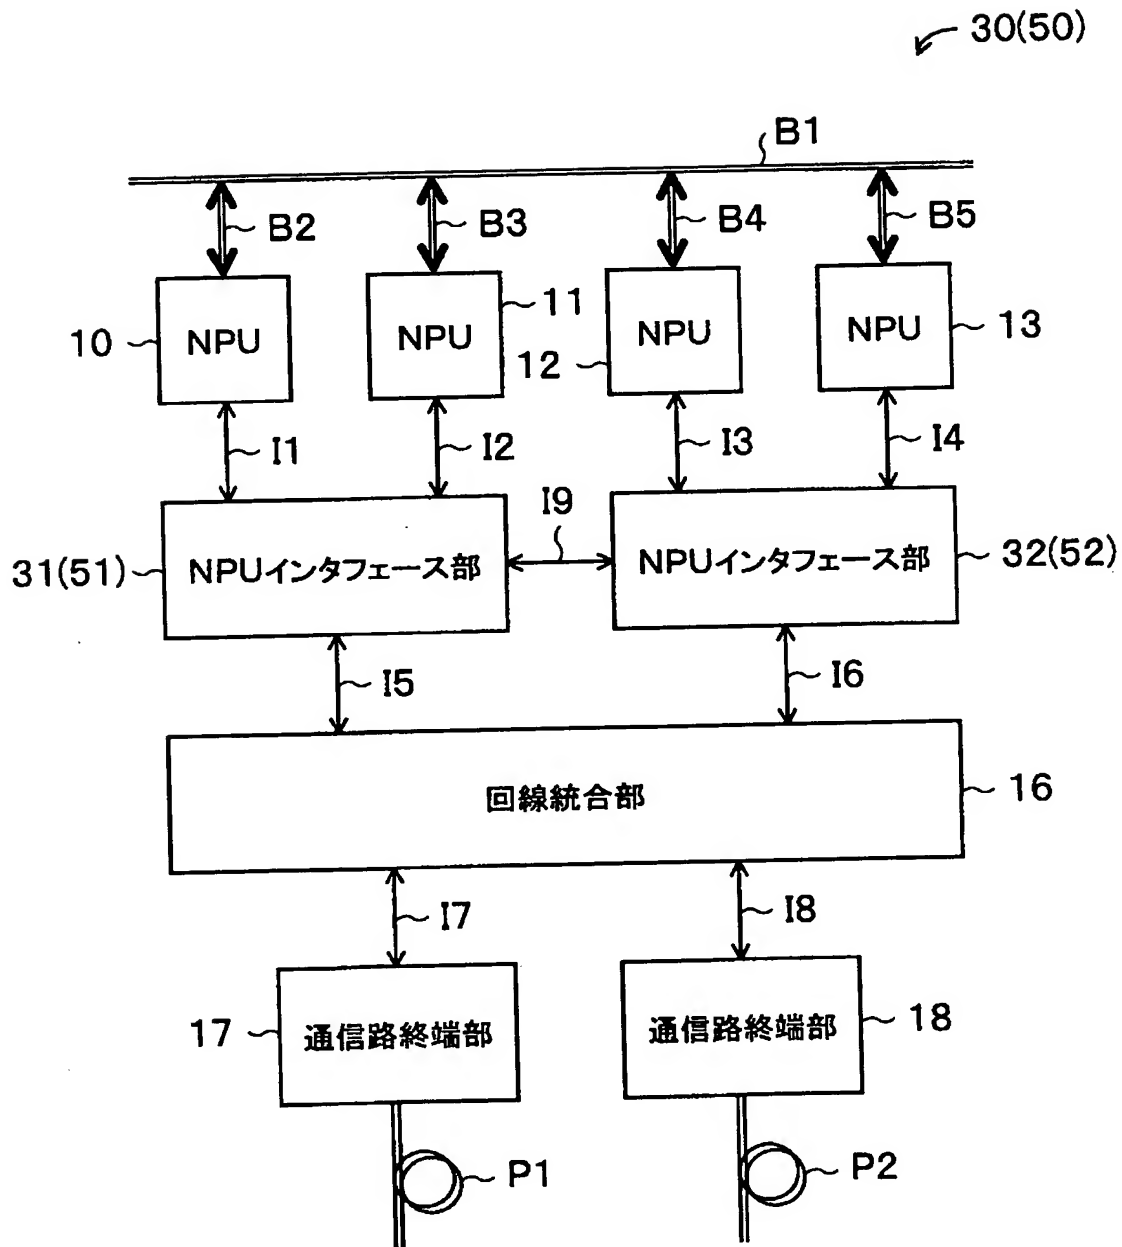 30(50)
B1
B2
B3
B4
B5
10
NPU
NPU
11
12
NPU
NPU
13
I1
I2
I3
I4
I9
31(51)
NPUインタフェース部
NPUインタフェース部
32(52)
I5
I6
回線統合部
16
I7
I8
17
通信路終端部
通信路終端部
18
P1
P2